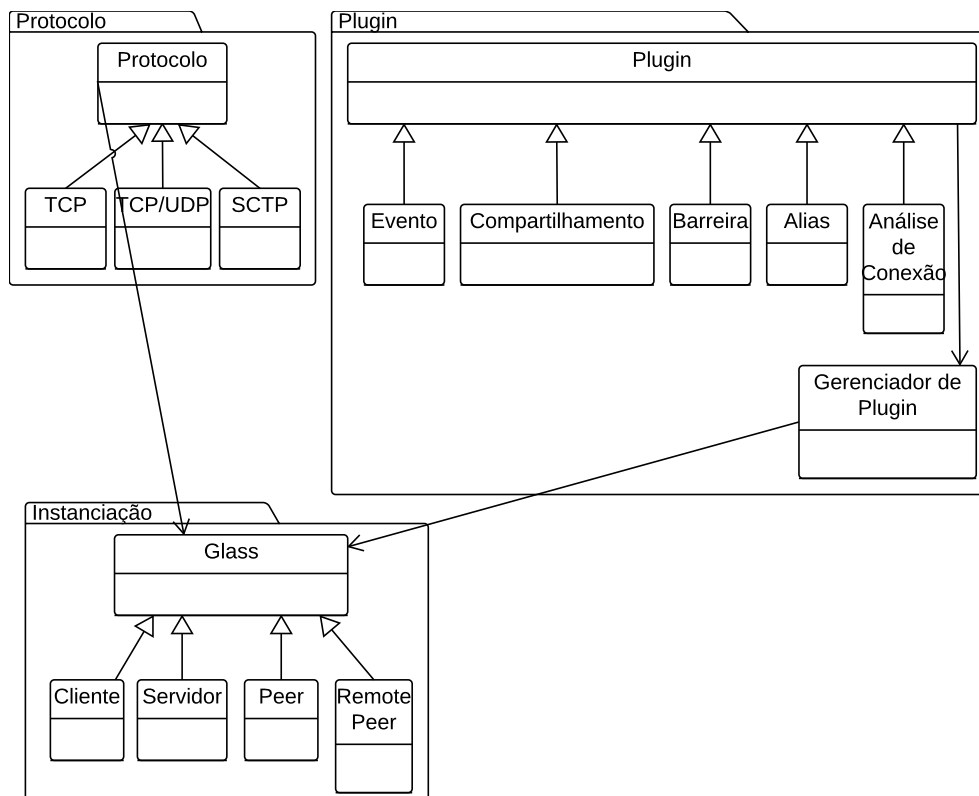 Protocolo
Protocolo
TCP
TCP/UDP
SCTP
Plugin
Plugin
Evento
Compartilhamento
Barreira
Alias
Análise
de
Conexão
Gerenciador de
Plugin
Instanciação
Glass
Cliente
Servidor
Peer
Remote
Peer